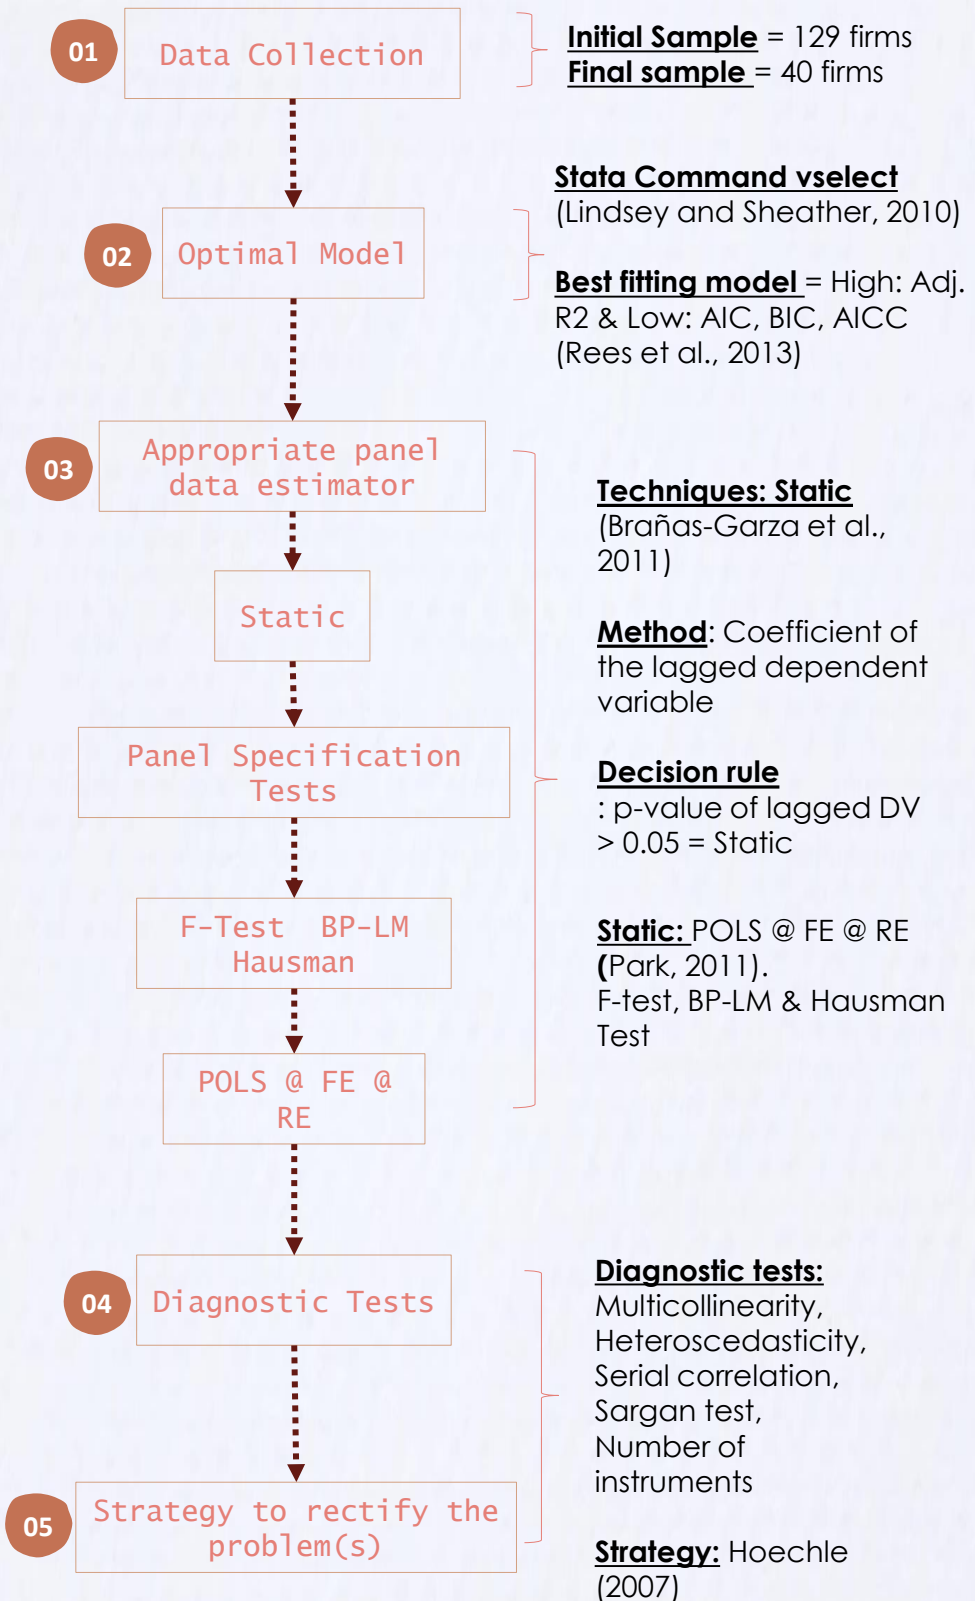 01
Data Collection
Initial Sample = 129 firms
Final sample = 40 firms
Stata Command vselect
(Lindsey and Sheather, 2010)
02
Optimal Model
Best fitting model = High: Adj.
R2 & Low: AIC, BIC, AICC
(Rees et al., 2013)
03
Appropriate panel
data estimator
Techniques: Static
(Brañas-Garza et al.,
2011)
Static
Method: Coefficient of
the lagged dependent
variable
Panel Specification
Tests
Decision rule
: p-value of lagged DV
> 0.05 = Static
F-Test BP-LM
Hausman
Static: POLS @ FE @ RE
(Park, 2011).
F-test, BP-LM & Hausman
Test
POLS @ FE @
RE
04
Diagnostic Tests
Diagnostic tests:
Multicollinearity,
Heteroscedasticity,
Serial correlation,
Sargan test,
Number of
instruments
05
Strategy to rectify the
problem(s)
Strategy: Hoechle
(2007)